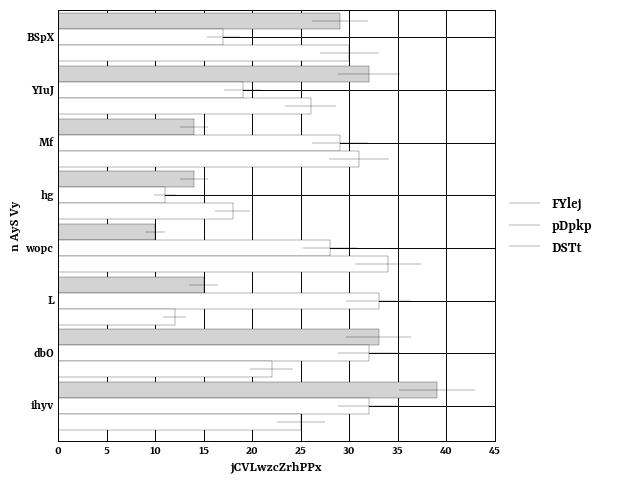 BSpX
YIuJ
Mf
hg
wopc
L
dbO
ihyv
n AyS Vy
0 5 10 15 20 25 30 35 40 45
jCVLwzcZrhPPx
FYlej
pDpkp
DSTt